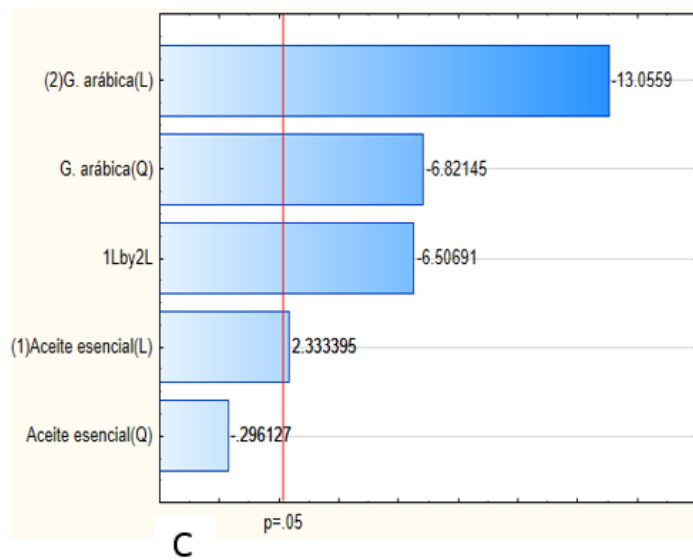 (2)G. arábica(L)
-13.0559
G. arábica(Q)
-6.82145
1Lby2L
-6.50691
(1)Aceite esencial(L)
2.333395
Aceite esencial(Q)
-.296127
p=.05
C